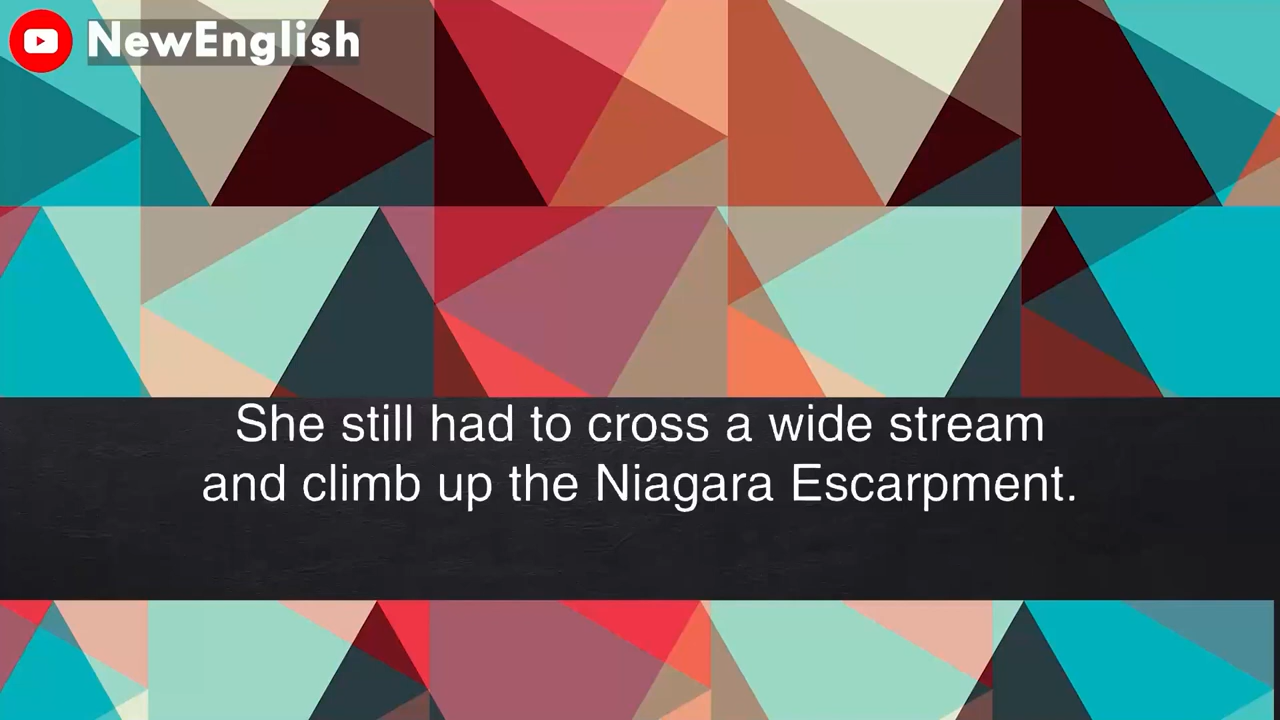 NewEnglish
She still had to cross a wide stream
and climb up the Niagara Escarpment.